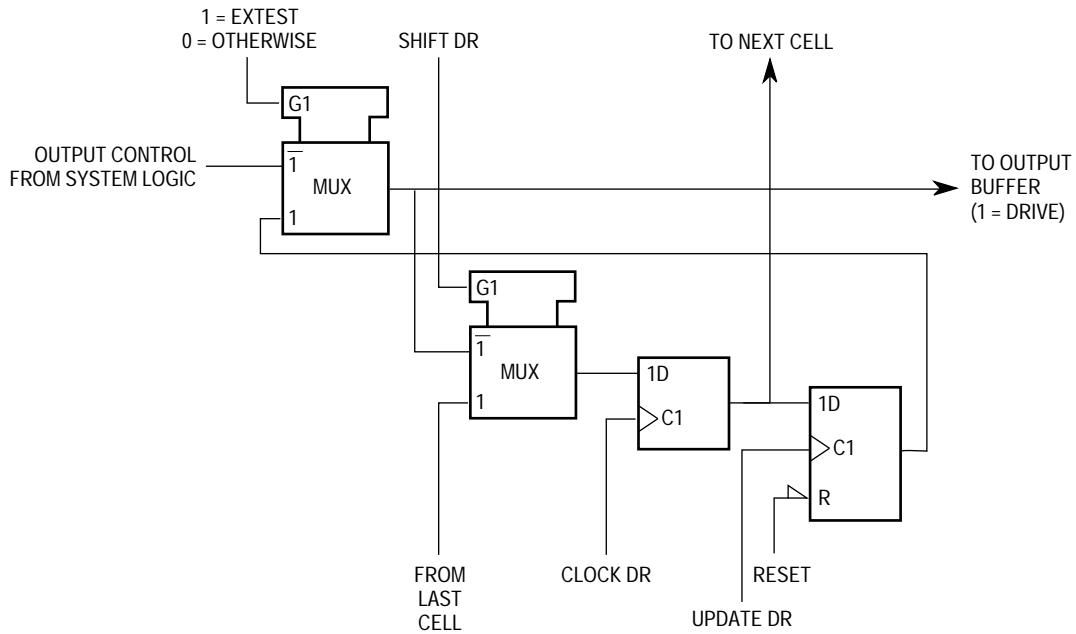 1 = EXTEST
0 = OTHERWISE
SHIFT DR
TO NEXT CELL
G1
OUTPUT CONTROL
FROM SYSTEM LOGIC
1
MUX
1
TO OUTPUT
BUFFER
(1 = DRIVE)
G1
1
MUX
1
1D
C1
1D
C1
R
FROM
LAST
CELL
CLOCK DR
RESET
UPDATE DR